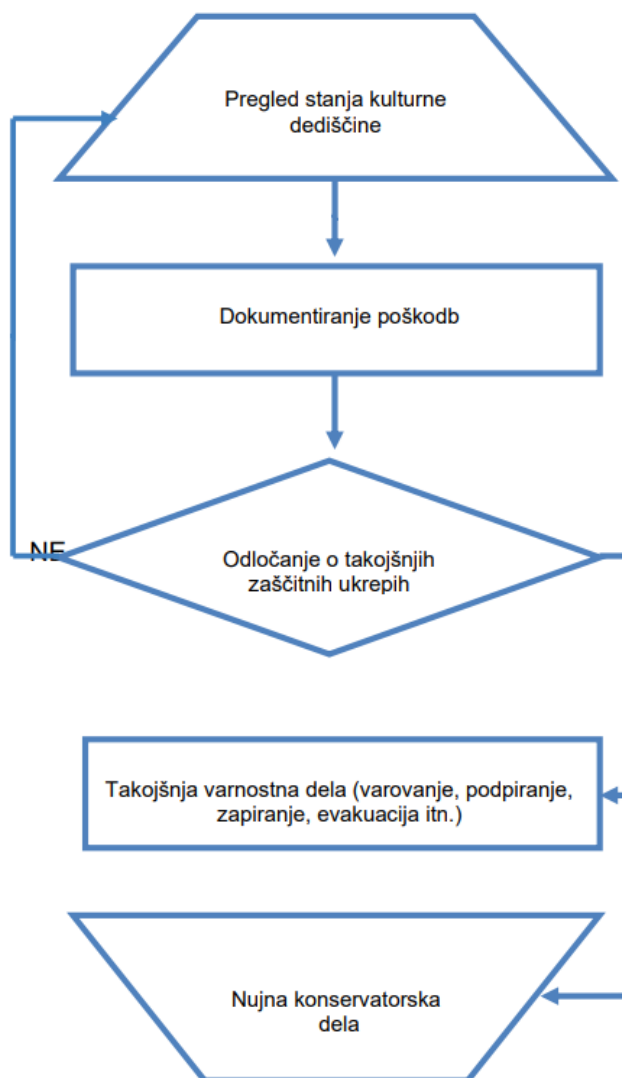 Pregled stanja kulturne
dediščine
Dokumentiranje poškodb
NE
Odločanje o takojšnjih
zaščitnih ukrepih
Takojšnja varnostna dela (varovanje, podpiranje,
zapiranje, evakuacija itn.)
Nujna konservatorska
dela